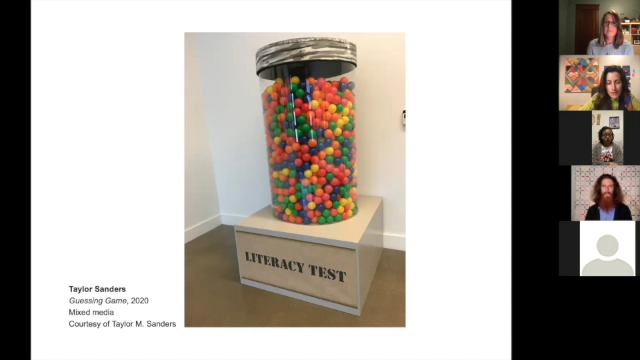 LITERACY TEST
Taylor Sanders
Guessing Game, 2020
Mixed media
Courtesy of Taylor M. Sanders